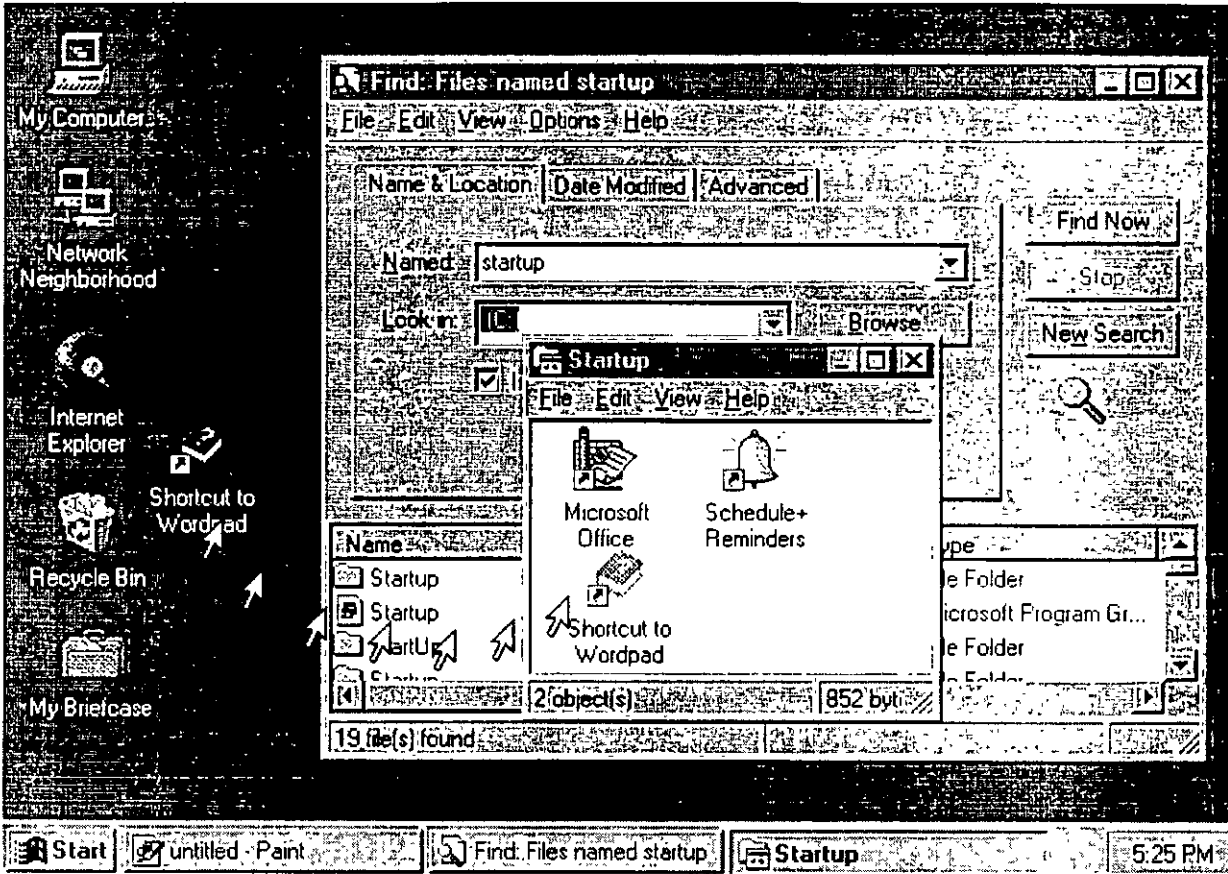 My Computer
Network
Neighborhood
Internet
Explorer
Shortcut to
Wordpad
Recycle Bin
My Briefcase
Find: Files named startup
File Edit View Options Help
Name & Location Date Modified Advanced
Named: startup
Look in:
Browse
Find Now
Stop
New Search
Startup
File Edit View Help
Microsoft
Office
Schedule+
Reminders
Shortcut to
Wordpad
2 object(s) 852 byt
Name ype
Startup le Folder
Startup icrosoft Program Gr...
artUp le Folder
Startup le Folder
19 file(s) found
Start untitled - Paint Find: Files named startup Startup 5:25 PM